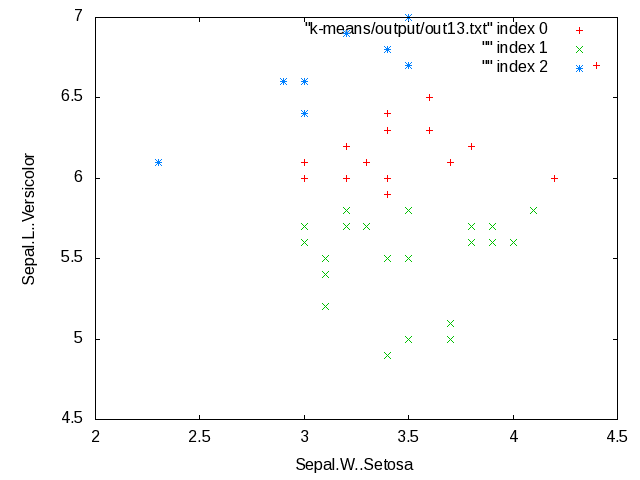 7
"k-means/output/out13.txt" index 0
"" index 1
"" index 2
6.5
6
5.5
5
4.5
Sepal.L..Versicolor
2 2.5 3 3.5 4 4.5
Sepal.W..Setosa